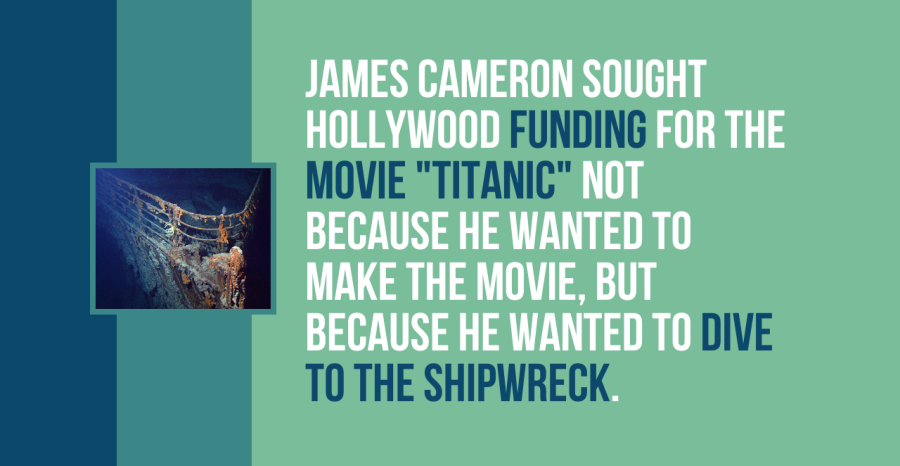 JAMES CAMERON SOUGHT
HOLLYWOOD FUNDING FOR THE
MOVIE "TITANIC" NOT
BECAUSE HE WANTED TO
MAKE THE MOVIE, BUT
BECAUSE HE WANTED TO DIVE
TO THE SHIPWRECK.